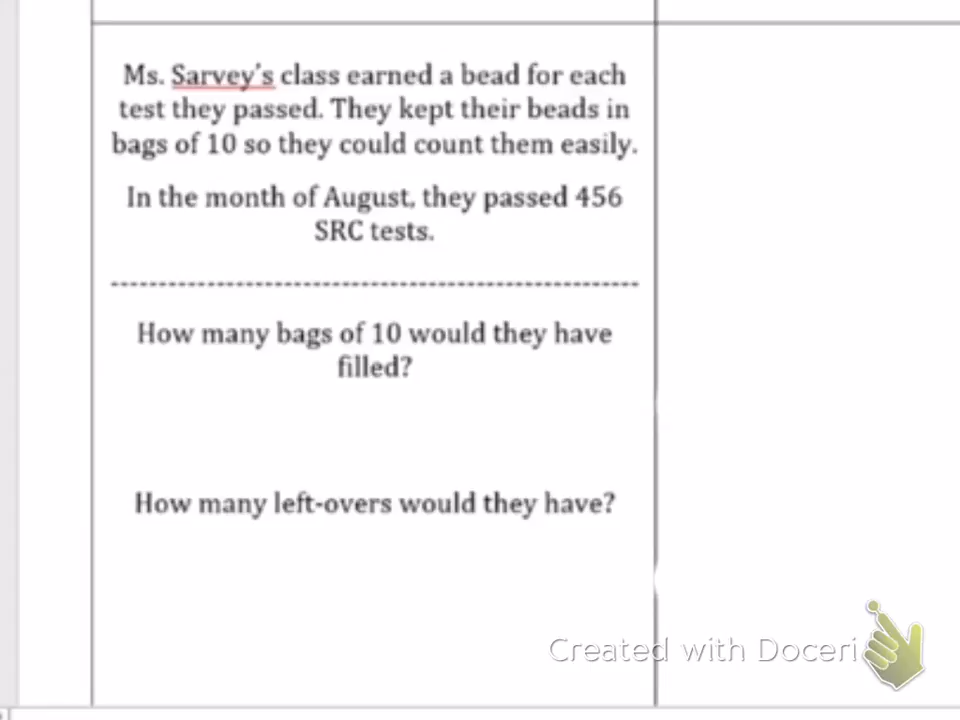 Ms. Sarvey's class earned a bead for each
test they passed. They kept their beads in
bags of 10 so they could count them easily.
In the month of August, they passed 456
SRC tests.
How many bags of 10 would they have
filled?
How many left-overs would they have?
Created with Doceri